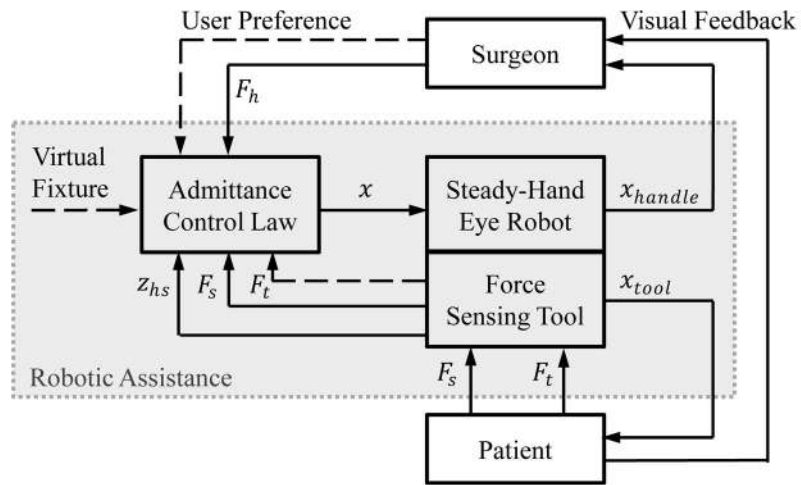 User Preference
Visual Feedback
Surgeon
F_h
Virtual
Fixture
Admittance
Control Law
x
Steady-Hand
Eye Robot
x_handle
z_hs
F_s
F_t
Force
Sensing Tool
x_tool
Robotic Assistance
F_s
F_t
Patient